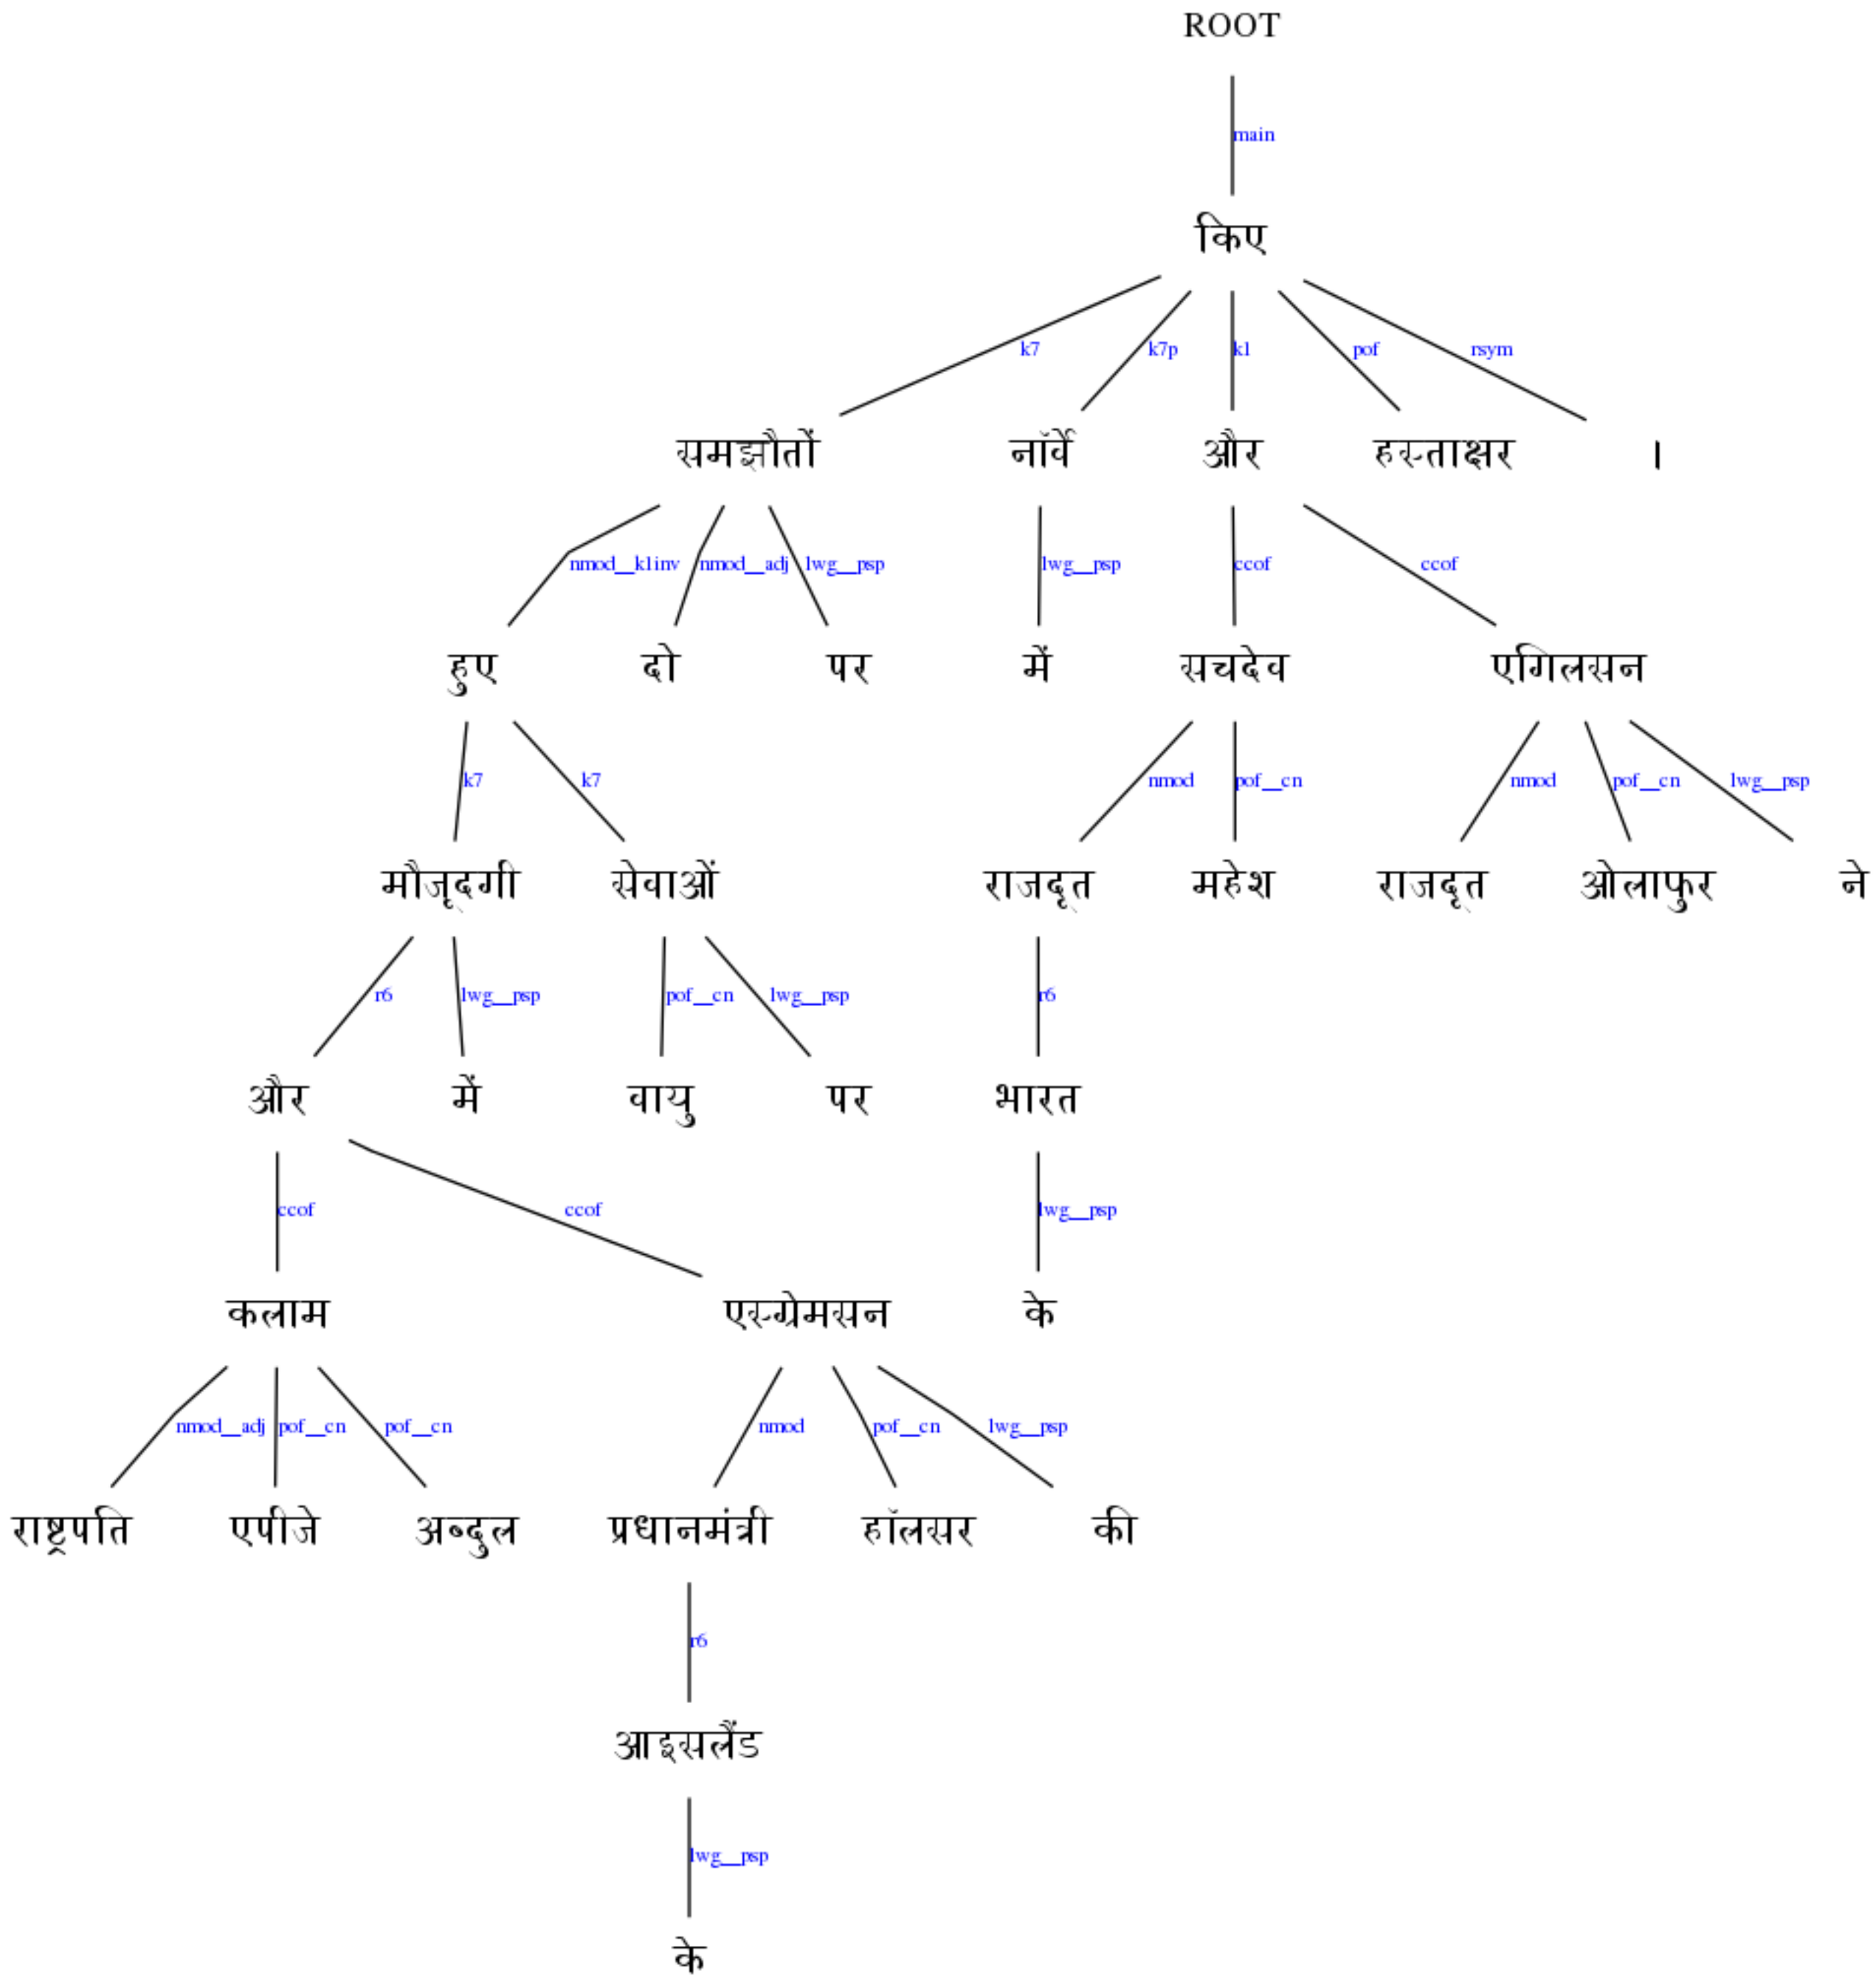 ROOT
main
किए
k7 k7p k1 pof rsym
समझौतों नॉर्वे और हस्ताक्षर ।
nmod__k1inv nmod__adj lwg__psp lwg__psp ccof ccof
हुए दो पर में सचदेव एगिलसन
k7 k7 nmod pof__cn nmod pof__cn lwg__psp
मौजूदगी सेवाओं राजदूत महेश राजदूत ओलाफुर ने
r6 lwg__psp pof__cn lwg__psp r6
और में वायु पर भारत
ccof ccof lwg__psp
कलाम एस्ग्रेमसन के
nmod__adj pof__cn pof__cn nmod pof__cn lwg__psp
राष्ट्रपति एपीजे अब्दुल प्रधानमंत्री हॉलसर की
r6
आइसलैंड
lwg__psp
के